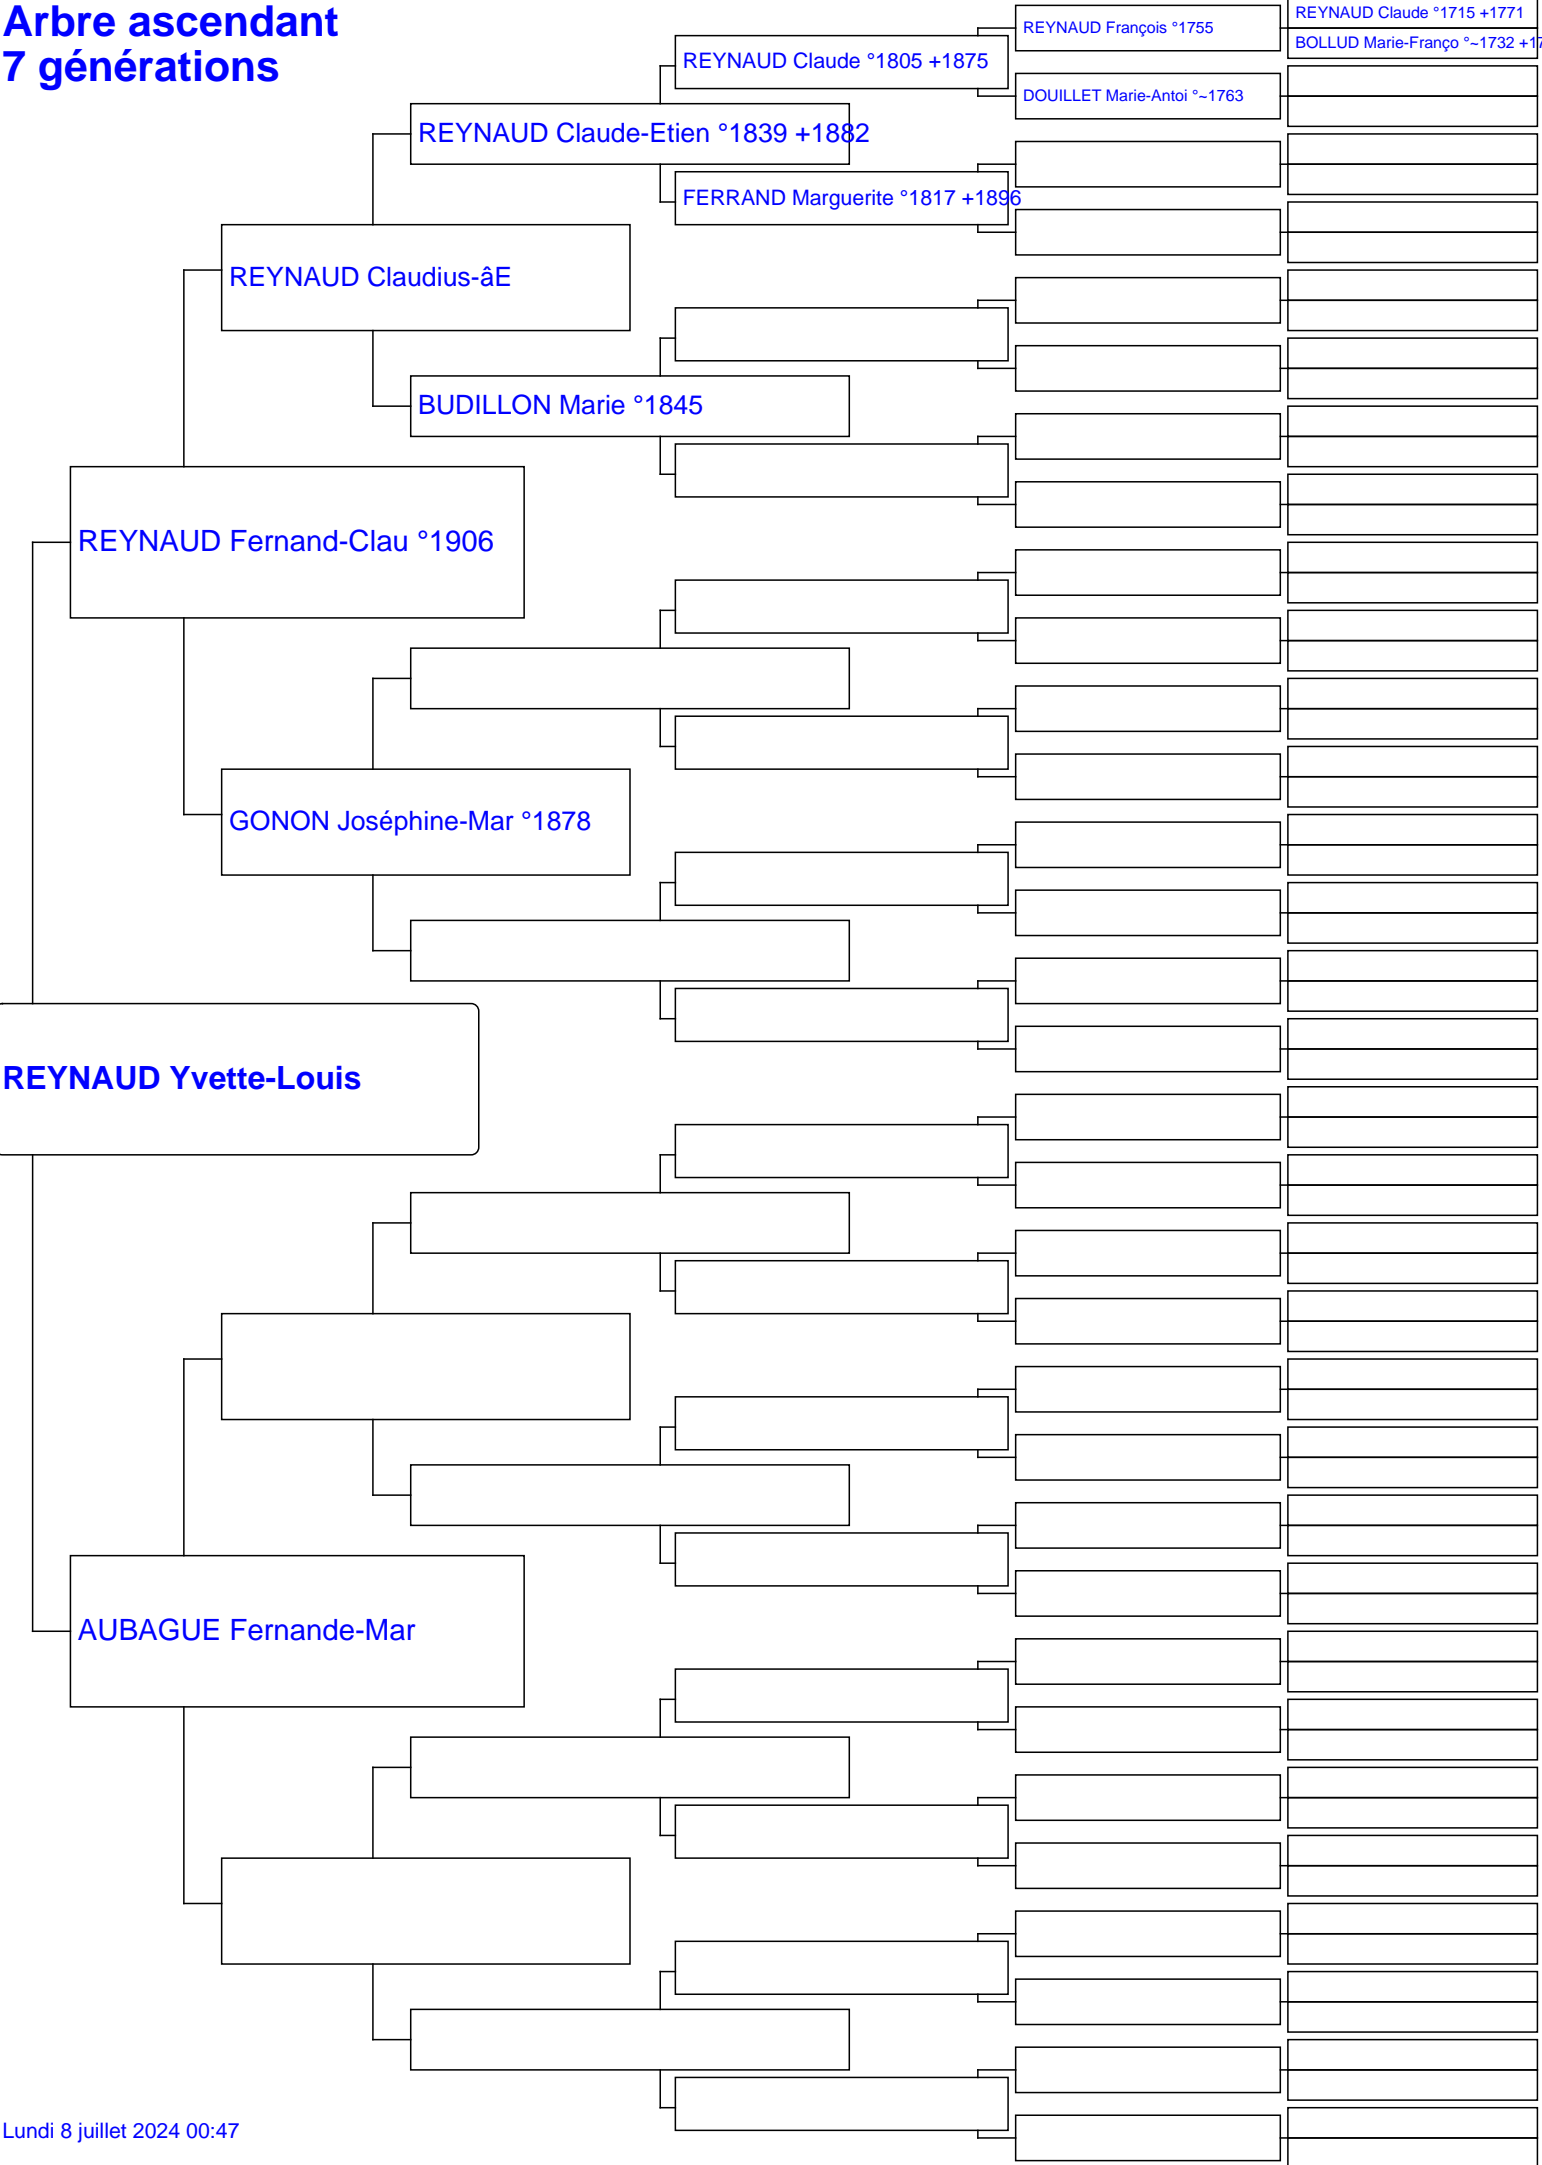 Arbre ascendant
7 générations
REYNAUD Claude °1715 +1771
BOLLUD Marie-Franço °~1732 +17
REYNAUD François °1755
DOUILLET Marie-Antoi °~1763
REYNAUD Claude °1805 +1875
FERRAND Marguerite °1817 +1896
REYNAUD Claude-Etien °1839 +1882
BUDILLON Marie °1845
REYNAUD Claudius-âE
GONON Joséphine-Mar °1878
REYNAUD Fernand-Clau °1906
AUBAGUE Fernande-Mar
REYNAUD Yvette-Louis
Lundi 8 juillet 2024 00:47